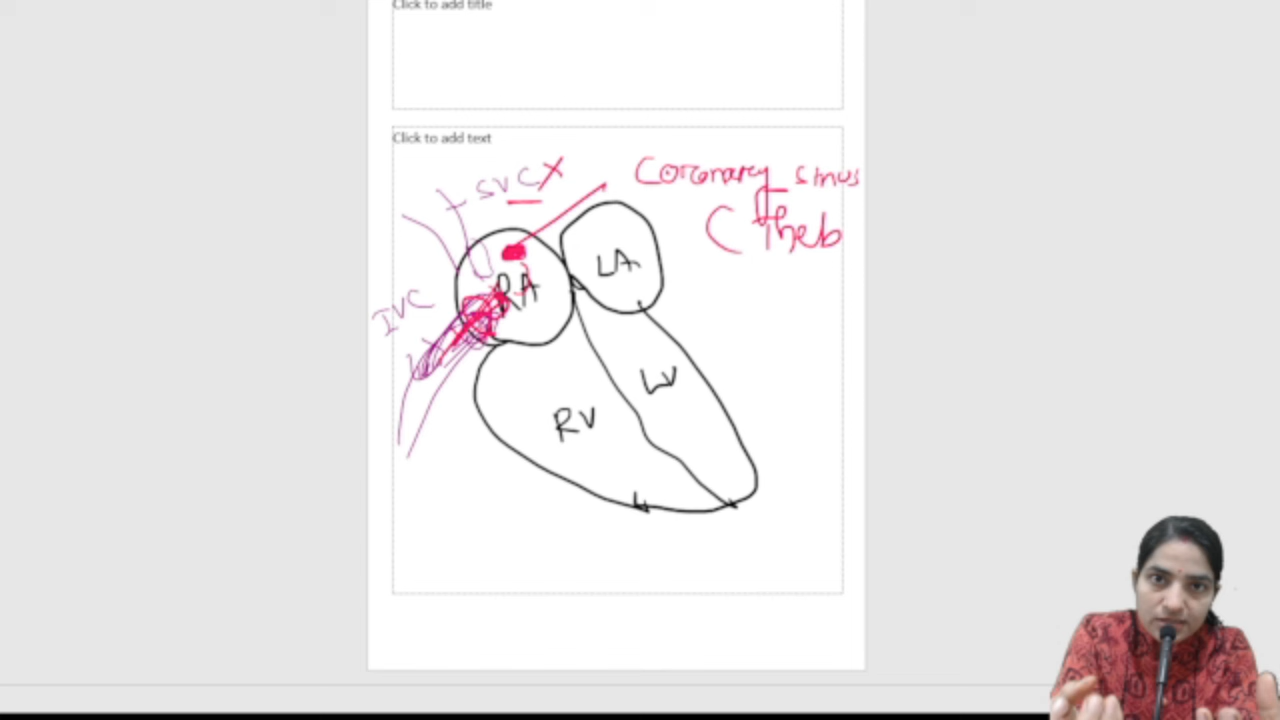 Click to add title
Click to add text
SVC X
Coronary sinus
( Theb
LA
RA
IVC
LV
RV